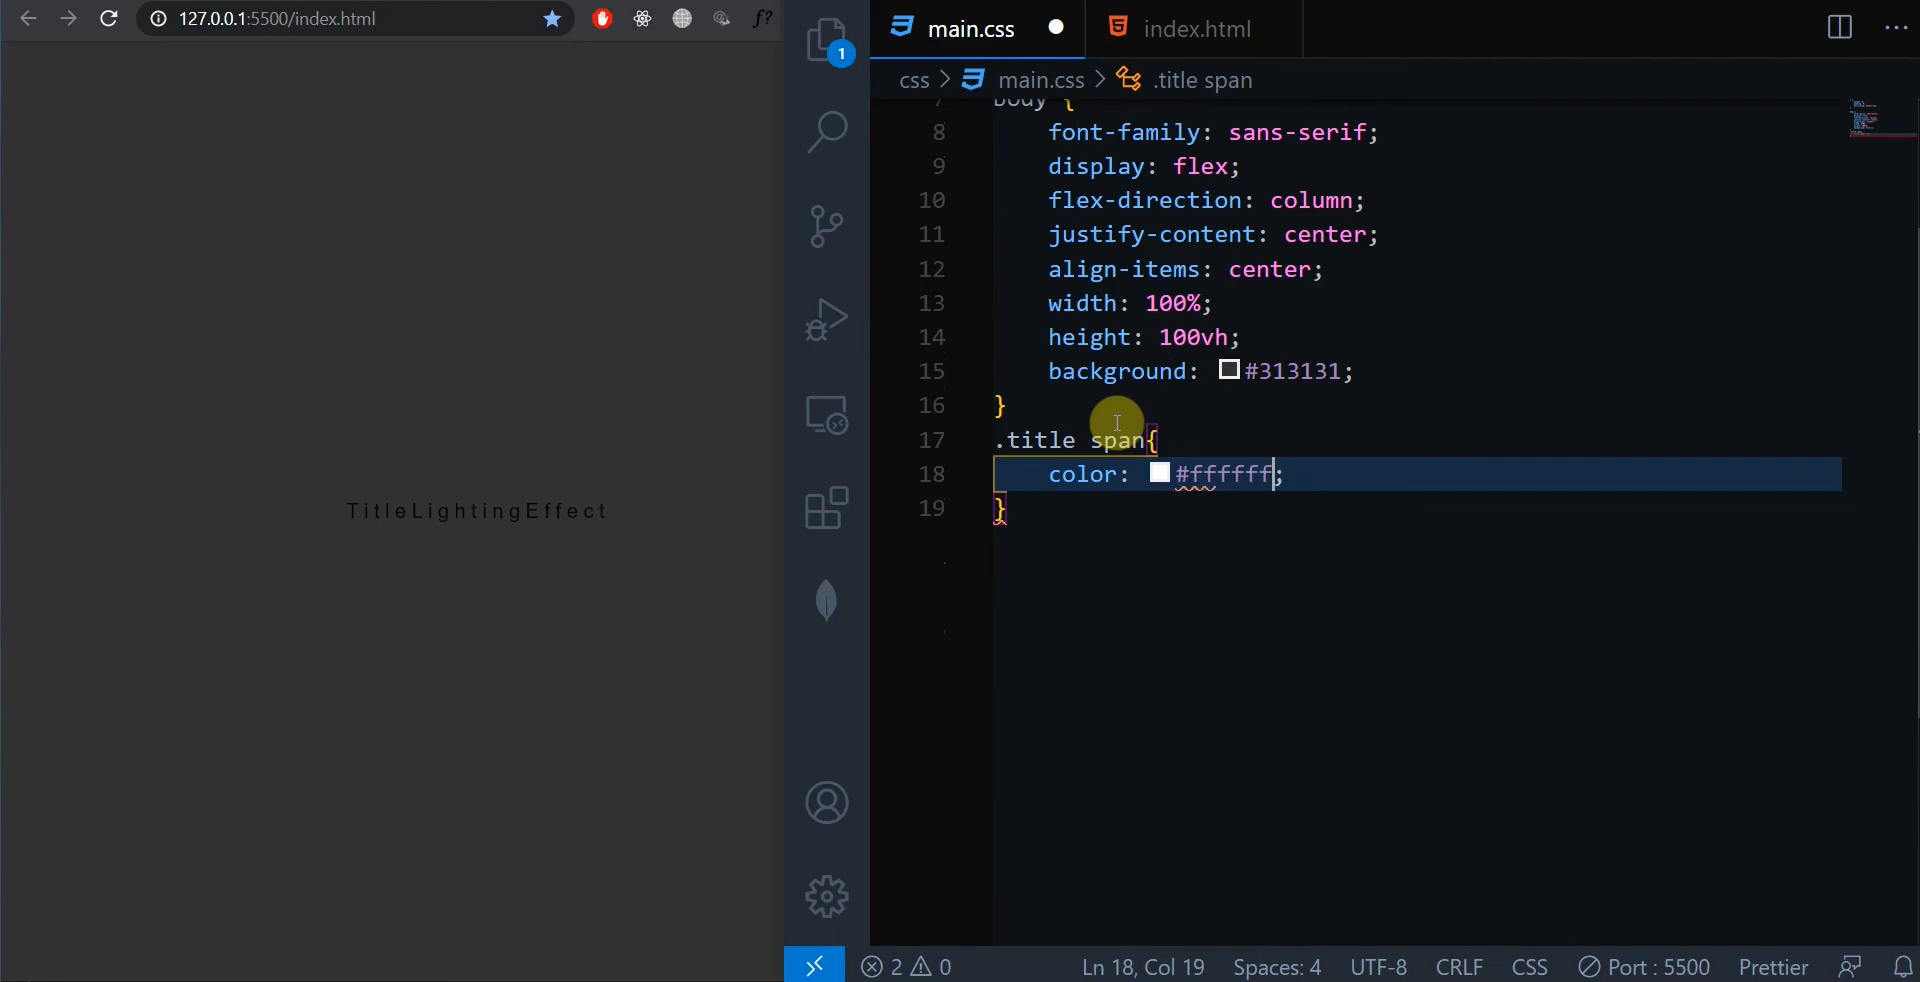 127.0.0.1:5500/index.html
f?
TitleLightingEffect
1
main.css
index.html
css > main.css > .title span
7 body {
8 font-family: sans-serif;
9 display: flex;
10 flex-direction: column;
11 justify-content: center;
12 align-items: center;
13 width: 100%;
14 height: 100vh;
15 background: #313131;
16 }
17 .title span{
18 color: #ffffff;
19 }
2 0 Ln 18, Col 19 Spaces: 4 UTF-8 CRLF CSS Port : 5500 Prettier